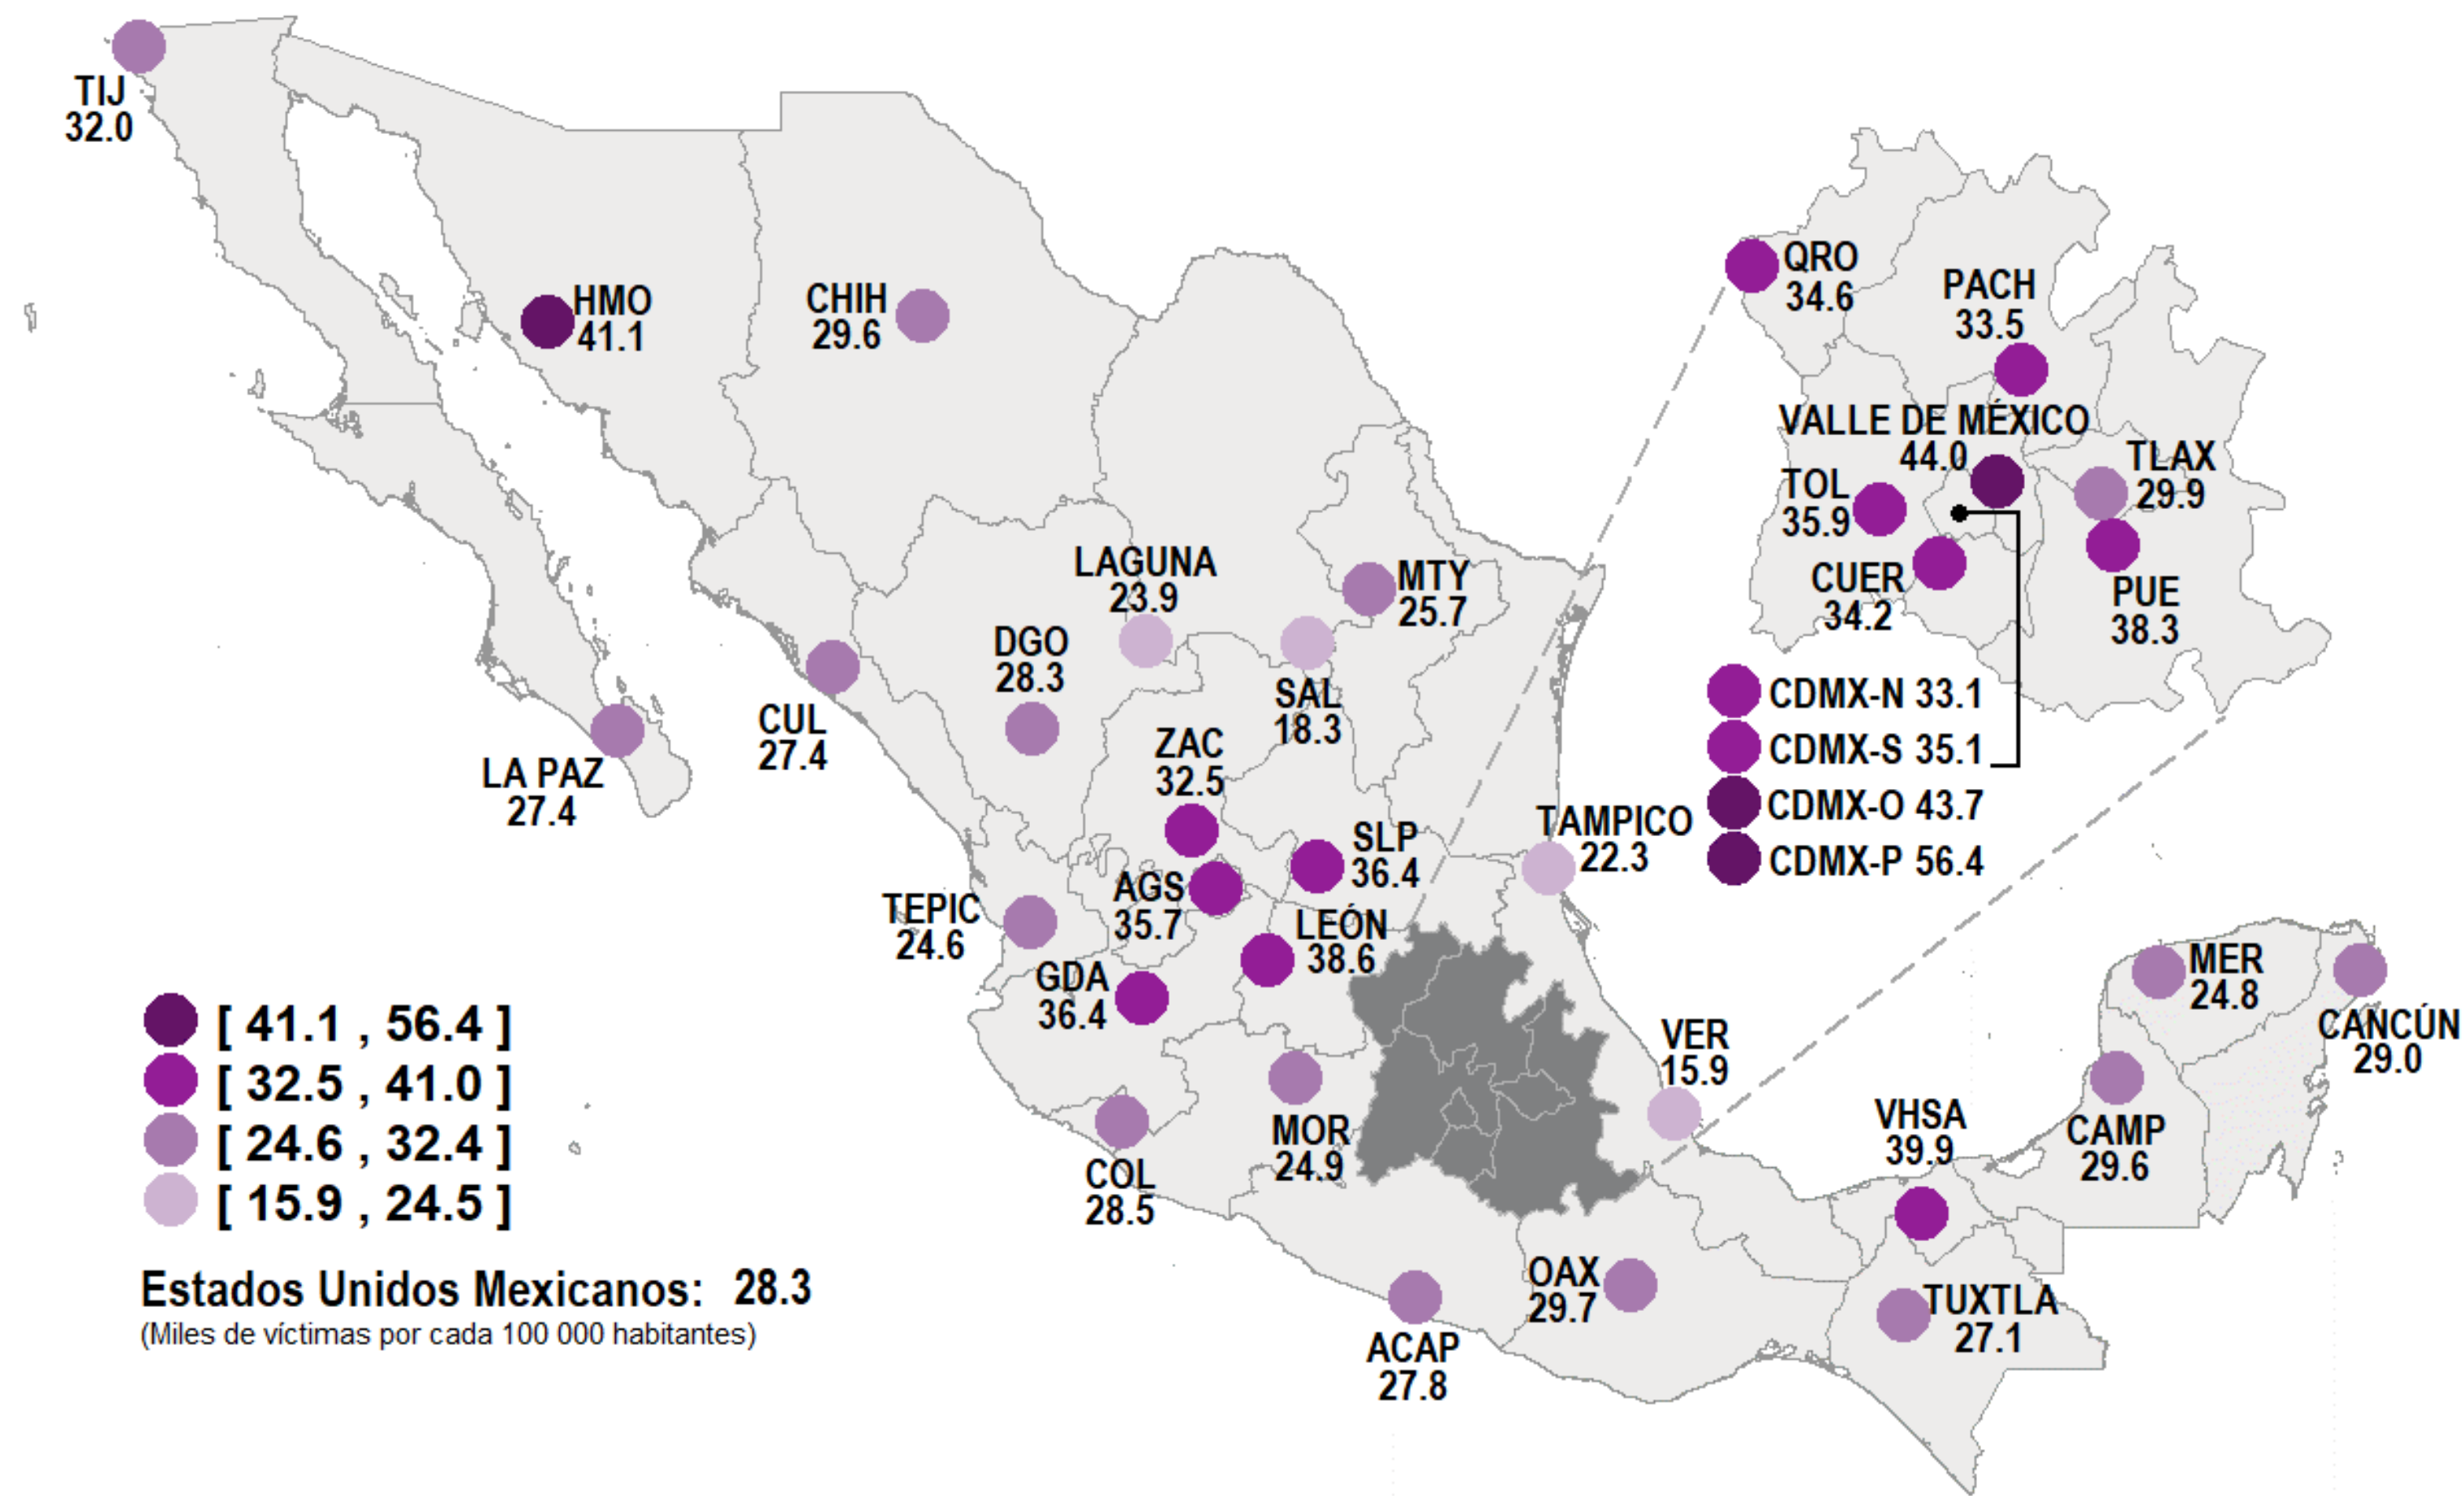 TIJ
32.0
HMO
41.1
CHIH
29.6
QRO
34.6
PACH
33.5
VALLE DE MÉXICO
44.0
TLAX
29.9
TOL
35.9
CUER
34.2
PUE
38.3
CDMX-N 33.1
CDMX-S 35.1
CDMX-O 43.7
CDMX-P 56.4
LAGUNA
23.9
MTY
25.7
DGO
28.3
SAL
18.3
CUL
27.4
LA PAZ
27.4
ZAC
32.5
SLP
36.4
TAMPICO
22.3
AGS
35.7
TEPIC
24.6
LEÓN
38.6
GDA
36.4
MER
24.8
CANCÚN
29.0
VER
15.9
VHSA
39.9
CAMP
29.6
MOR
24.9
COL
28.5
OAX
29.7
TUXTLA
27.1
ACAP
27.8
[ 41.1 , 56.4 ]
[ 32.5 , 41.0 ]
[ 24.6 , 32.4 ]
[ 15.9 , 24.5 ]
Estados Unidos Mexicanos: 28.3
(Miles de víctimas por cada 100 000 habitantes)